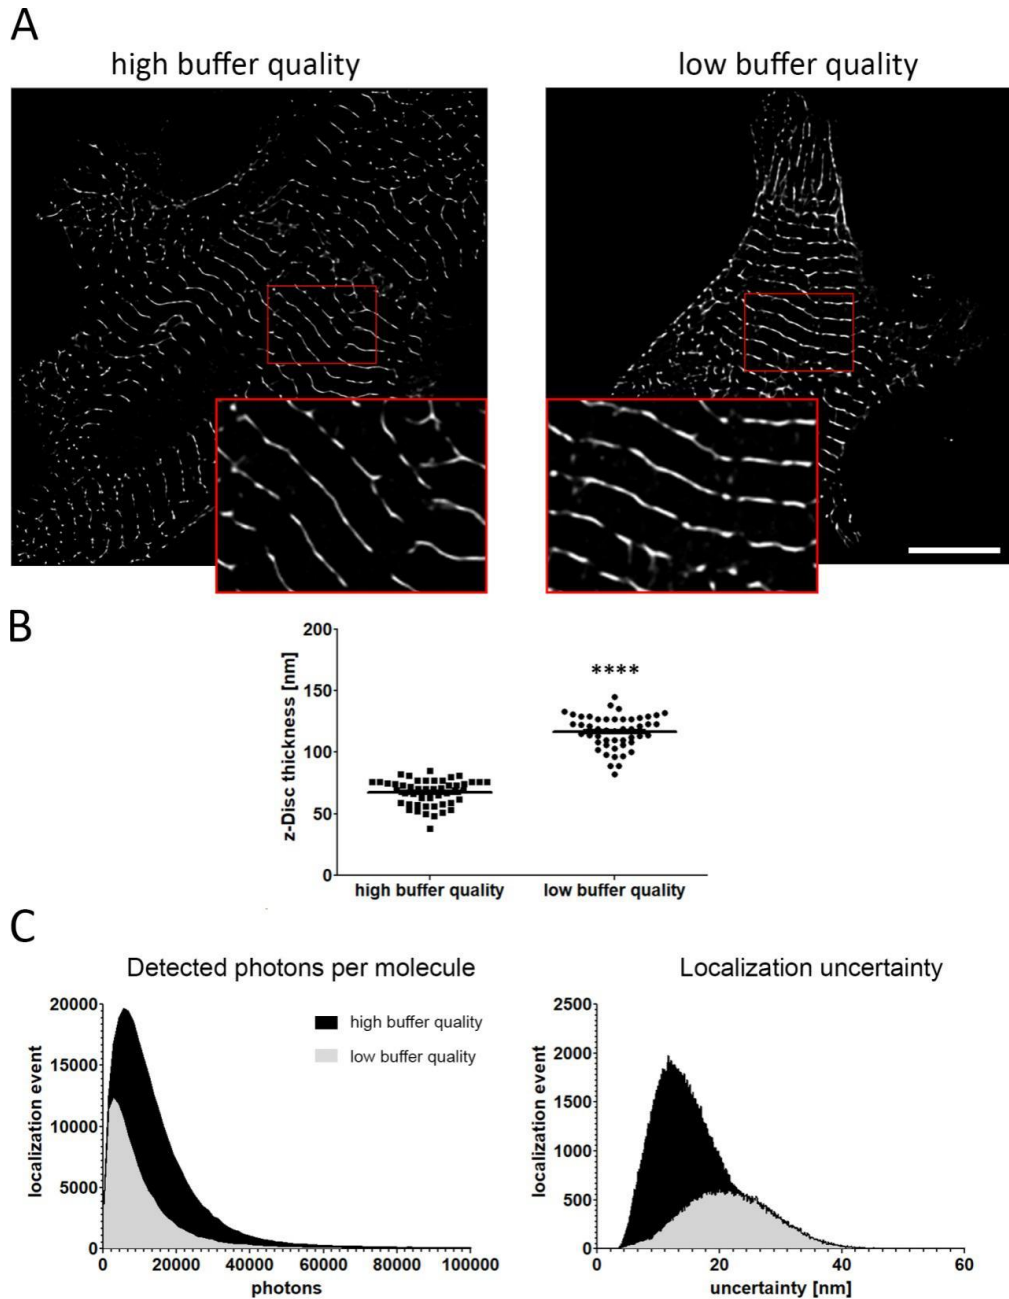 A
high buffer quality
low buffer quality
B
200
150
100
50
0
z-Disc thickness [nm]
****
high buffer quality
low buffer quality
C
Detected photons per molecule
20000
15000
10000
5000
0
localization event
high buffer quality
low buffer quality
0 20000 40000 60000 80000 100000
photons
Localization uncertainty
2500
2000
1500
1000
500
0
localization event
0 20 40 60
uncertainty [nm]